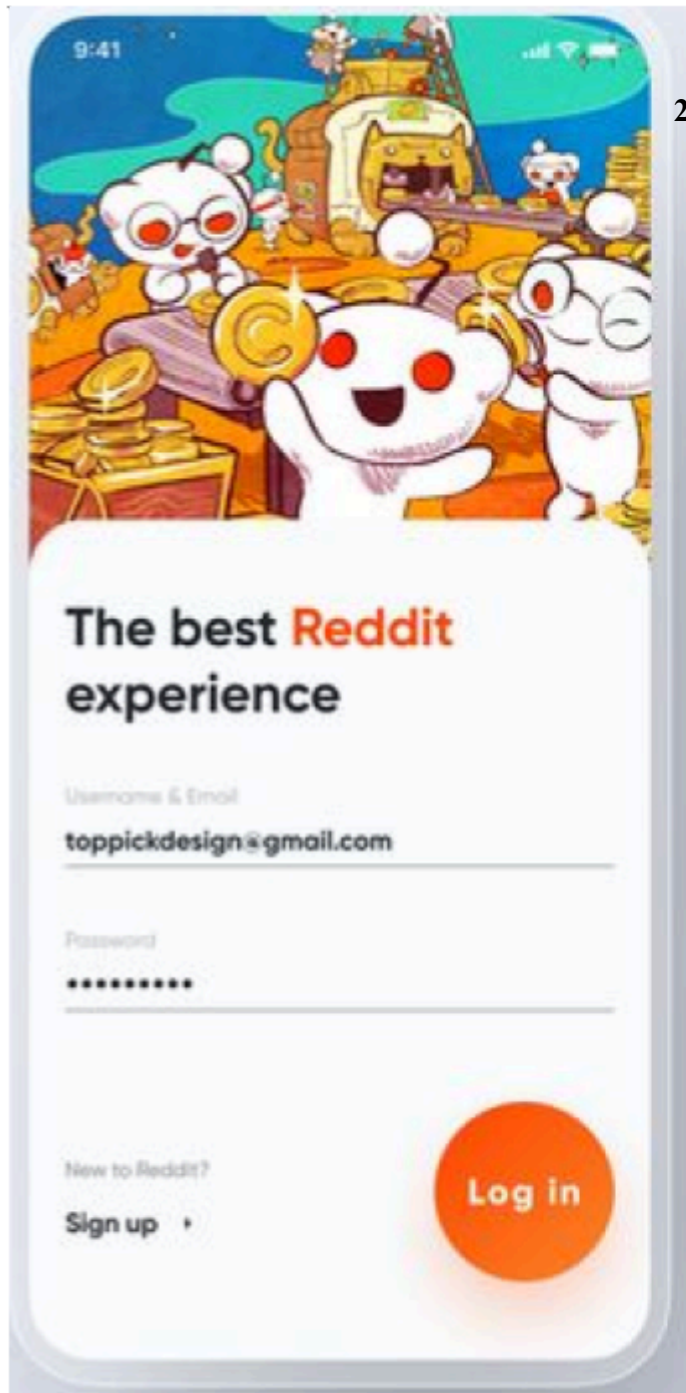 9:41
2
The best Reddit
experience
Username & Email
toppickdesign@gmail.com
Password
•••••••••
New to Reddit?
Sign up
Log in